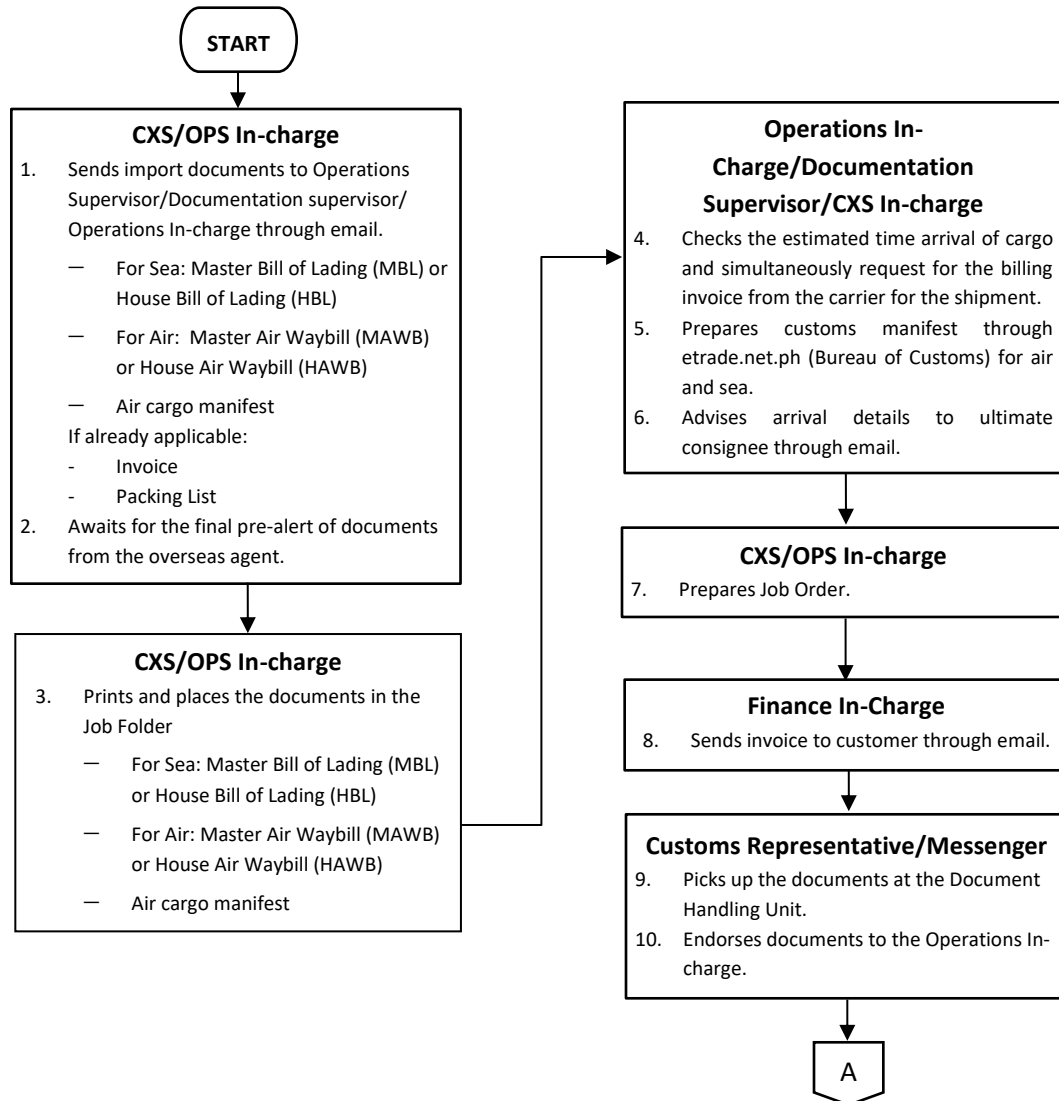 START
CXS/OPS In-charge
1. Sends import documents to Operations
Supervisor/Documentation supervisor/
Operations In-charge through email.
— For Sea: Master Bill of Lading (MBL) or
House Bill of Lading (HBL)
— For Air: Master Air Waybill (MAWB)
or House Air Waybill (HAWB)
— Air cargo manifest
If already applicable:
- Invoice
- Packing List
2. Awaits for the final pre-alert of documents
from the overseas agent.
CXS/OPS In-charge
3. Prints and places the documents in the
Job Folder
— For Sea: Master Bill of Lading (MBL)
or House Bill of Lading (HBL)
— For Air: Master Air Waybill (MAWB)
or House Air Waybill (HAWB)
— Air cargo manifest
Operations In-
Charge/Documentation
Supervisor/CXS In-charge
4. Checks the estimated time arrival of cargo
and simultaneously request for the billing
invoice from the carrier for the shipment.
5. Prepares customs manifest through
etrade.net.ph (Bureau of Customs) for air
and sea.
6. Advises arrival details to ultimate
consignee through email.
CXS/OPS In-charge
7. Prepares Job Order.
Finance In-Charge
8. Sends invoice to customer through email.
Customs Representative/Messenger
9. Picks up the documents at the Document
Handling Unit.
10. Endorses documents to the Operations In-
charge.
A